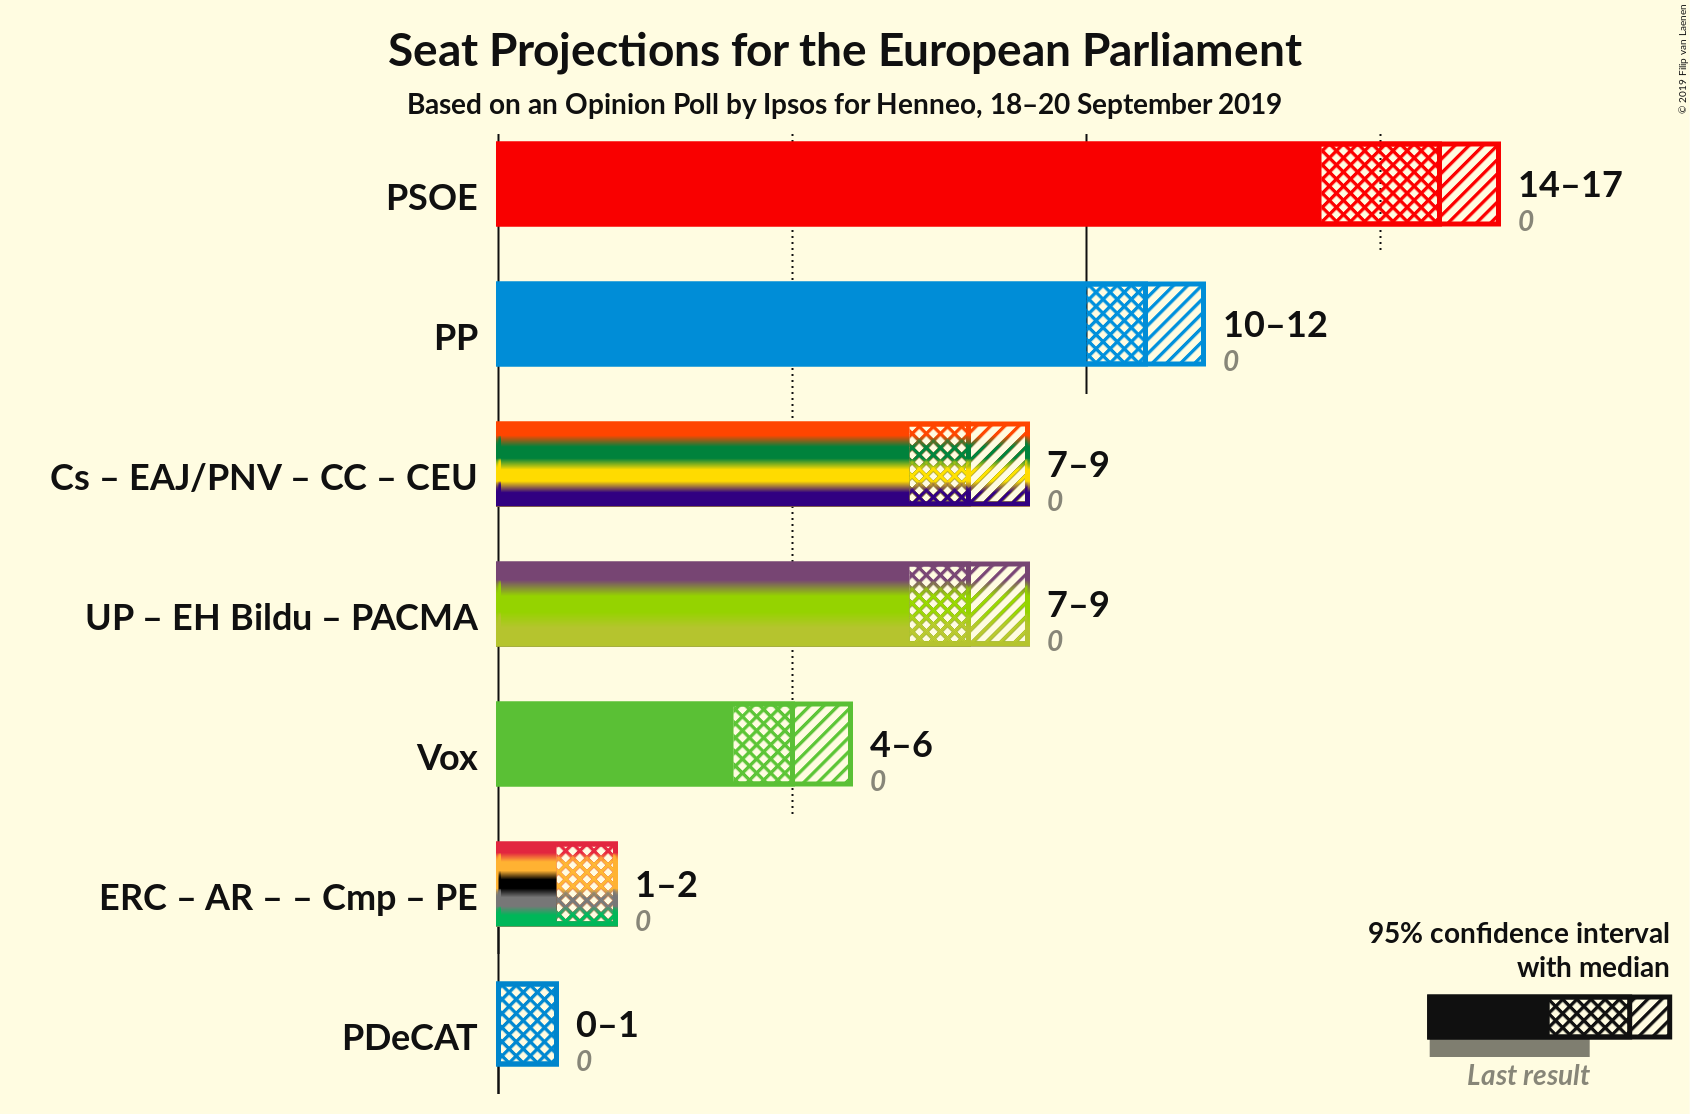 Seat Projections for the European Parliament
Based on an Opinion Poll by Ipsos for Henneo, 18–20 September 2019
© 2019 Filip van Laenen
PSOE
14–17
0
PP
10–12
0
Cs – EAJ/PNV – CC – CEU
7–9
0
UP – EH Bildu – PACMA
7–9
0
Vox
4–6
0
ERC – AR – – Cmp – PE
1–2
0
PDeCAT
0–1
0
95% confidence interval
with median
Last result